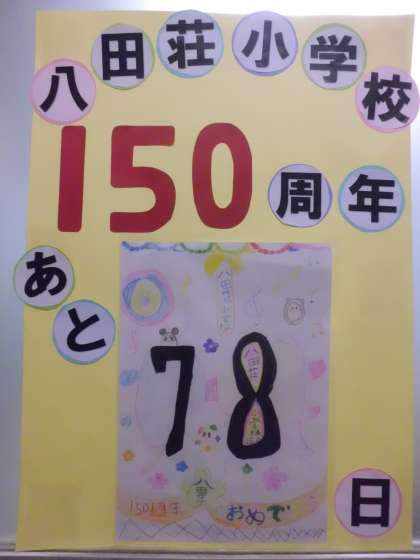 八田荘小学校
150周年
あと
78
八田荘
150周年
おめで
日